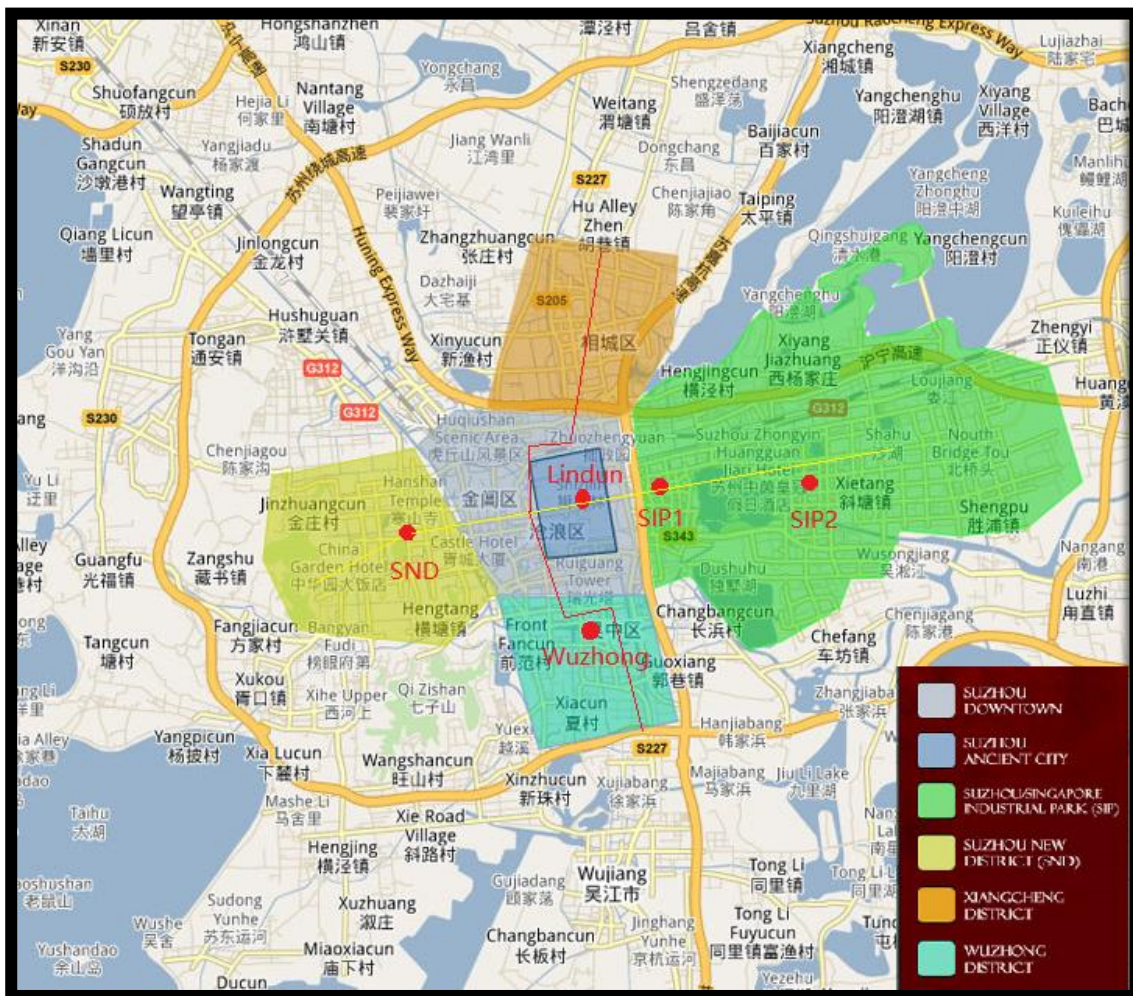 Xinan
新安镇
Hongshanzhen
鸿山镇
潭泾村
吕舍村
Suzhou Raocheng Express Way
Xiangcheng
湘城镇
Lujiazhai
陆家宅
S230
Shuofangcun
硕放村
Hejia Li
何家里
Nantang
Village
南塘村
Yongchang
永昌
Shengzedang
盛泽荡
Weitang
渭塘镇
Yangchenghu
阳澄湖镇
Xiyang
Village
西洋村
Yangjiadu
杨家渡
Jiang Wanli
江湾里
Dongchang
东昌
Baijiacun
百家村
Shadun
Gangcun
沙墩港村
苏州绕城高速
Wangting
望亭镇
S227
Peijiawei
裴家圩
Chenjiajiao
陈家角
Taiping
太平镇
Yangcheng
Zhonghu
阳澄中湖
Manlihu
鳗鲤湖
Kuileihu
傀儡湖
Qiang Licun
墙里村
Jinlongcun
金龙村
Hu Alley
Zhen
胡巷镇
Zhangzhuangcun
张庄村
Qingshuigang
清水港
Yangchengcun
阳澄村
Huning Express Way
苏嘉杭高速
Dazhaiji
大宅基
S205
Yangchenghu
阳澄湖
Hushuguan
浒墅关镇
Yang
Gou Yan
洋沟沿
Tongan
通安镇
Xinyucun
新渔村
相城区
Xiyang
Jiazhuang
西杨家庄
沪宁高速
Zhengyi
正仪镇
G312
Hengjingcun
横泾村
Loujiang
娄江
S230
G312
G312
Huqiushan
Scenic Area
虎丘山风景区
Zhuozhengyuan
拙政园
Suzhou Zhongyin
Huangguan
Jiari Hotel
苏州中茵皇冠
假日酒店
Shahu
沙湖
North
Bridge Tou
北桥头
Chenjiagou
陈家沟
Hanshan
Temple
寒山寺
Lindun
Jinzhuangcun
金庄村
金阊区
SIP1
SIP2
Xietang
斜塘镇
Shengpu
胜浦镇
沧浪区
S343
Guangfu
光福镇
Zangshu
藏书镇
China
Garden Hotel
中华园大饭店
SND
Castle Hotel
胥城大厦
Ruiguang
Tower
瑞光塔
Dushuhu
独墅湖
Wusongjiang
吴淞江
Nangang
南港
Luzhi
甪直镇
Hengtang
横塘镇
Changbangcun
长浜村
Chenjiagang
陈家港
Fangjiacun
方家村
Bangyan
Fudi
榜眼府第
Front
Fancun
前范村
Wuzhong
Chefang
车坊镇
Tangcun
塘村
Xukou
胥口镇
Xihe Upper
西河上
Qi Zishan
七子山
Guoxiang
郭巷镇
Xiacun
夏村
Yuexi
越溪
Hanjiabang
韩家浜
Yangpicun
杨披村
Xia Lucun
下麓村
Wangshancun
旺山村
S227
Xinzhucun
新珠村
Xujiabang
徐家浜
Majiabang
马家浜
Jiu Li Lake
九里湖
Taihu
太湖
Mashe Li
马舍里
Xie Road
Village
斜路村
Hengjing
横泾镇
Wujiang
吴江市
Tong Li
同里镇
Gujiadang
顾家荡
Xuzhuang
溆庄
Sudong
Yunhe
苏东运河
Wushe
吴舍
Changbancun
长板村
Jinghang
Yunhe
京杭运河
Tong Li
Fuyucun
同里镇富渔村
Yushandao
余山岛
Miaoxiacun
庙下村
Ducun
Yezehu
SUZHOU
DOWNTOWN
SUZHOU
ANCIENT CITY
SUZHOU/SINGAPORE
INDUSTRIAL PARK (SIP)
SUZHOU NEW
DISTRICT (SND)
XIANGCHENG
DISTRICT
WUZHONG
DISTRICT